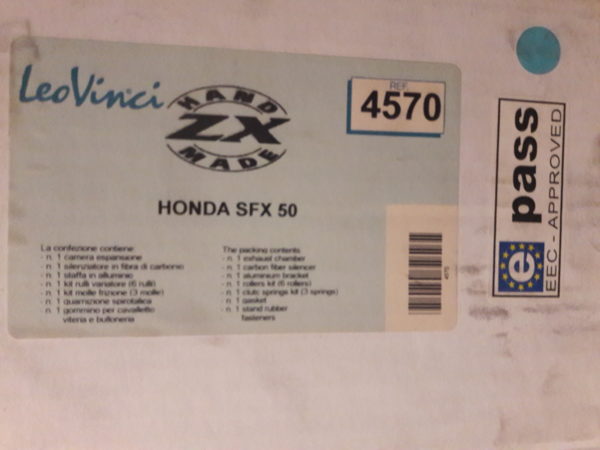 LeoVinci
HAND
ZX
MADE
REF.
4570
HONDA SFX 50
La confezione contiene:
- n. 1 camera espansione
- n. 1 silenziatore in fibra di carbonio
- n. 1 staffa in alluminio
- n. 1 kit rulli variatore (6 rulli)
- n. 1 kit molle frizione (3 molle)
- n. 1 guarnizione spirotalica
- n. 1 gommino per cavalletto
viteria e bulloneria
The packing contents:
- n. 1 exhaust chamber
- n. 1 carbon fiber silencer
- n. 1 aluminium bracket
- n. 1 rollers kit (6 rollers)
- n. 1 clutc springs kit (3 springs)
- n. 1 gasket
- n. 1 stand rubber
fasteners
4570
e pass
EEC - APPROVED